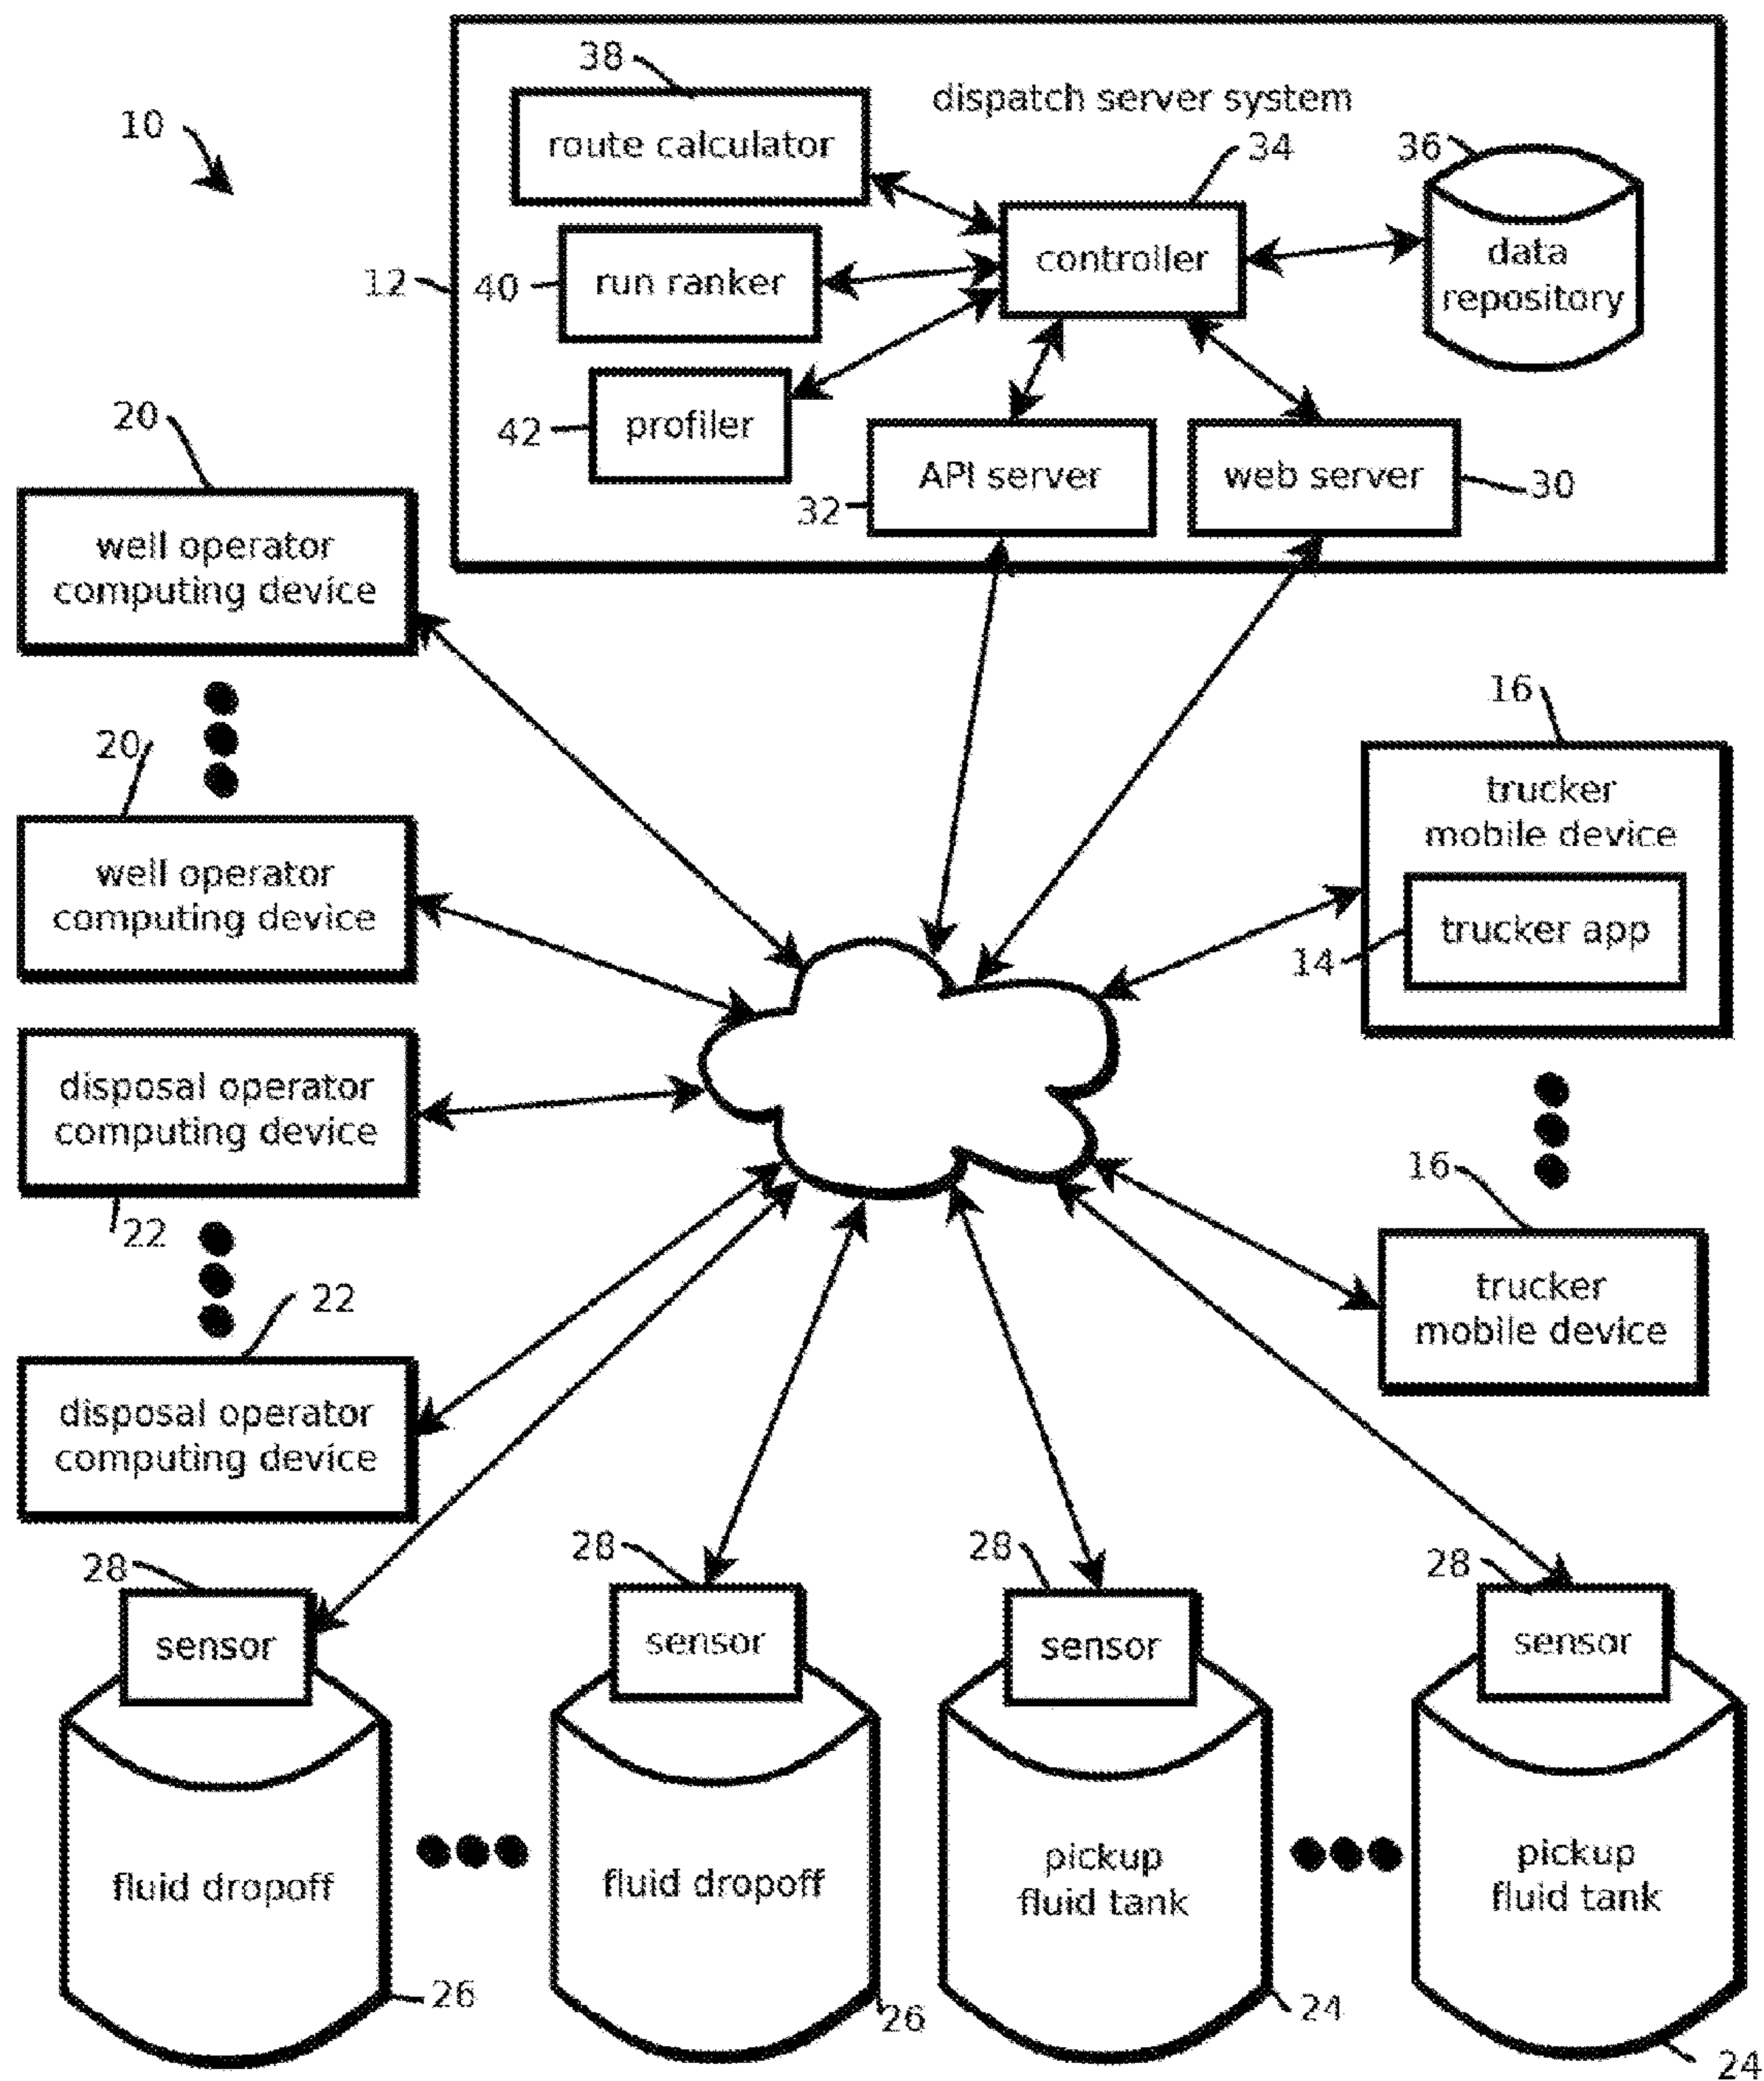 38
dispatch server system
10
route calculator
34
36
controller
data
repository
12
40
run ranker
20
42
profiler
API server
web server
32
30
well operator
computing device
16
20
trucker
mobile device
well operator
computing device
trucker app
14
disposal operator
computing device
16
22
22
trucker
mobile device
disposal operator
computing device
28
28
28
28
sensor
sensor
sensor
sensor
fluid dropoff
fluid dropoff
pickup
fluid tank
pickup
fluid tank
26
26
24
24